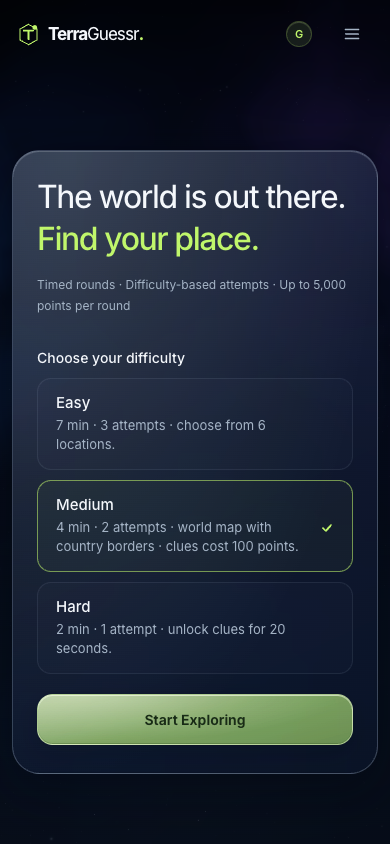 TerraGuessr.
G
The world is out there.
Find your place.
Timed rounds · Difficulty-based attempts · Up to 5,000
points per round
Choose your difficulty
Easy
7 min · 3 attempts · choose from 6
locations.
Medium
4 min · 2 attempts · world map with
country borders · clues cost 100 points.
Hard
2 min · 1 attempt · unlock clues for 20
seconds.
Start Exploring